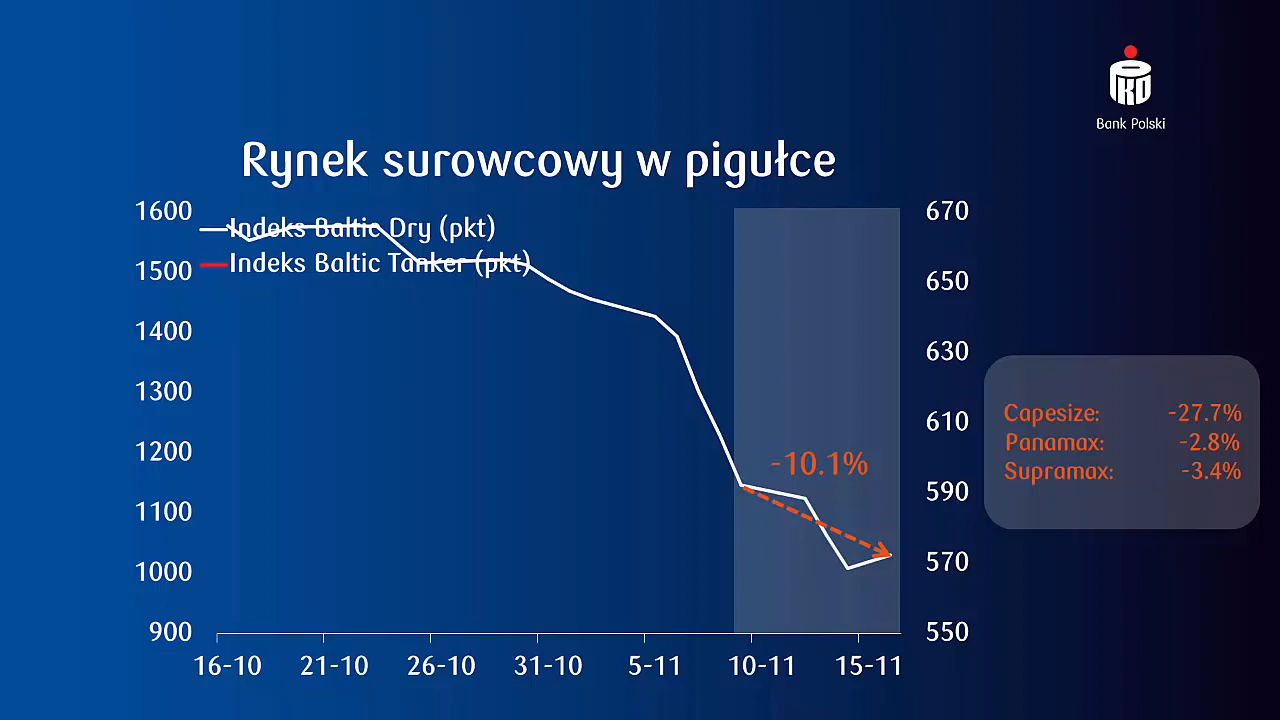 PKO
Bank Polski
Rynek surowcowy w pigułce
Indeks Baltic Dry (pkt)
Indeks Baltic Tanker (pkt)
1600
1500
1400
1300
1200
1100
1000
900
670
650
630
610
590
570
550
-10.1%
Capesize: -27.7%
Panamax: -2.8%
Supramax: -3.4%
16-10 21-10 26-10 31-10 5-11 10-11 15-11